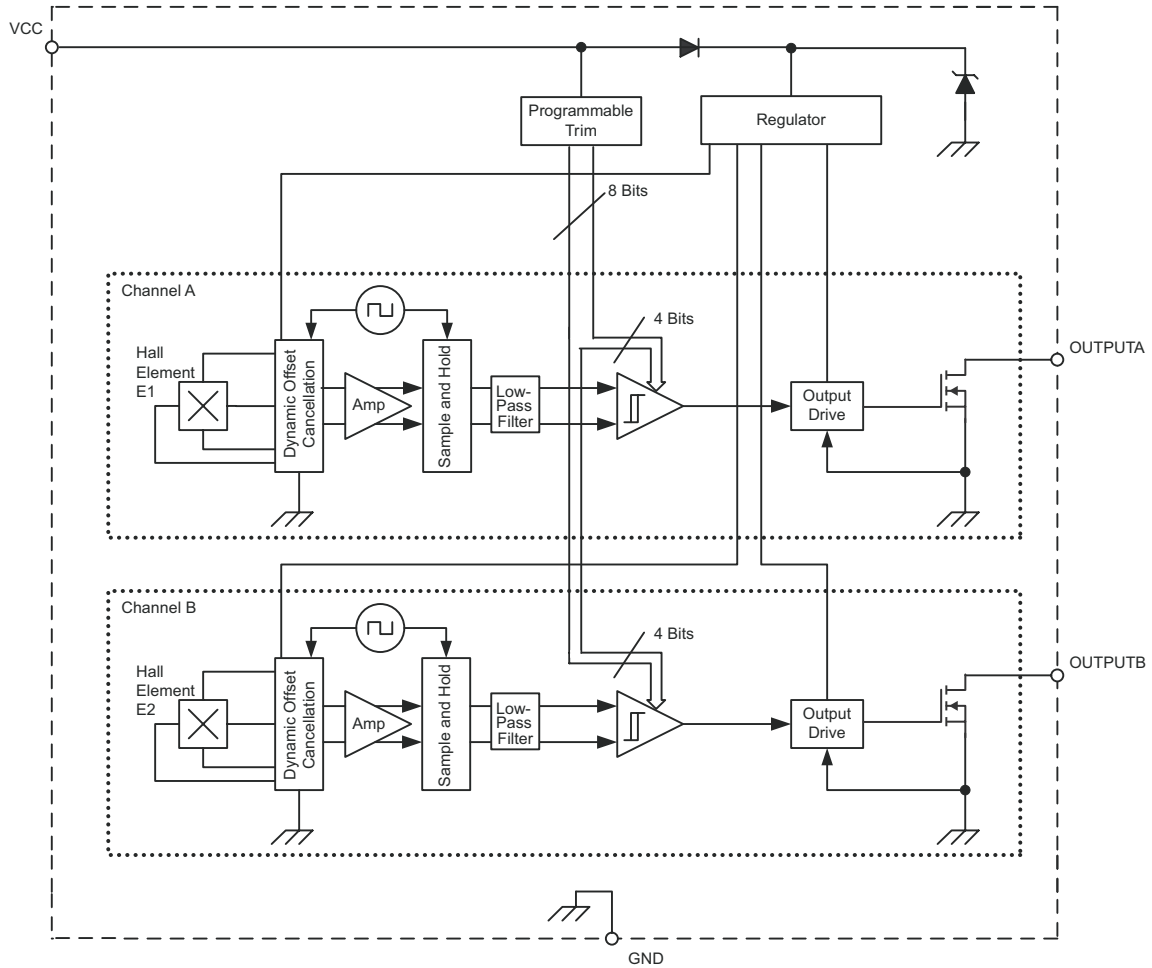 VCC
Programmable
Trim
Regulator
8 Bits
Channel A
4 Bits
Hall
Element
E1
Dynamic Offset
Cancellation
Amp
Sample and Hold
Low-
Pass
Filter
Output
Drive
OUTPUTA
Channel B
4 Bits
Hall
Element
E2
Dynamic Offset
Cancellation
Amp
Sample and Hold
Low-
Pass
Filter
Output
Drive
OUTPUTB
GND